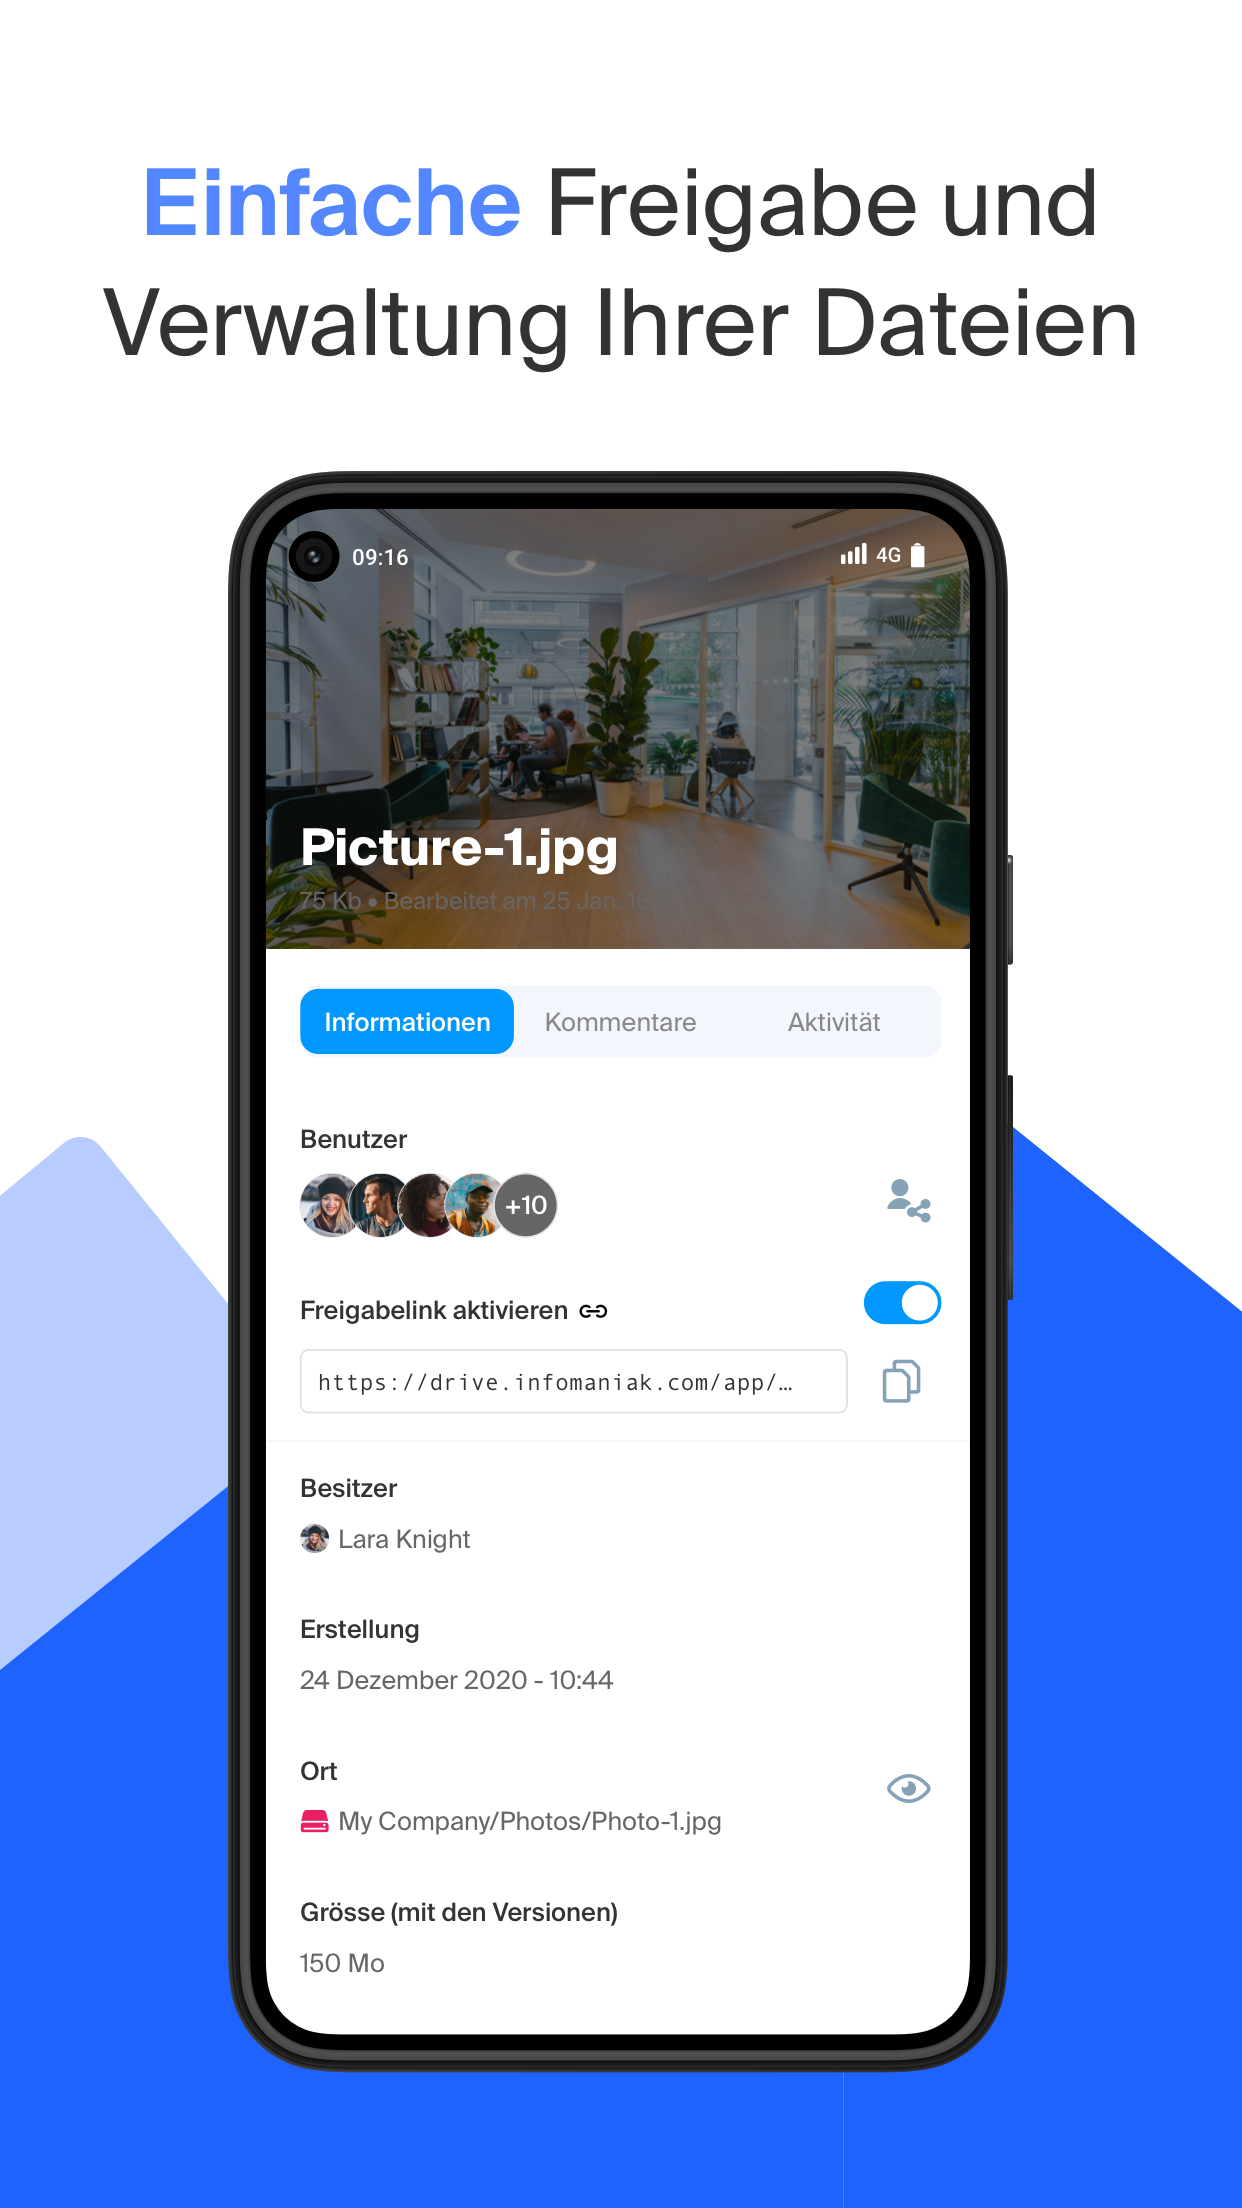 Einfache Freigabe und
Verwaltung Ihrer Dateien
09:16
4G
Picture-1.jpg
75 Kb • Bearbeitet am 25 Jan.
Informationen
Kommentare
Aktivität
Benutzer
+10
Freigabelink aktivieren
https://drive.infomaniak.com/app/…
Besitzer
Lara Knight
Erstellung
24 Dezember 2020 - 10:44
Ort
My Company/Photos/Photo-1.jpg
Grösse (mit den Versionen)
150 Mo